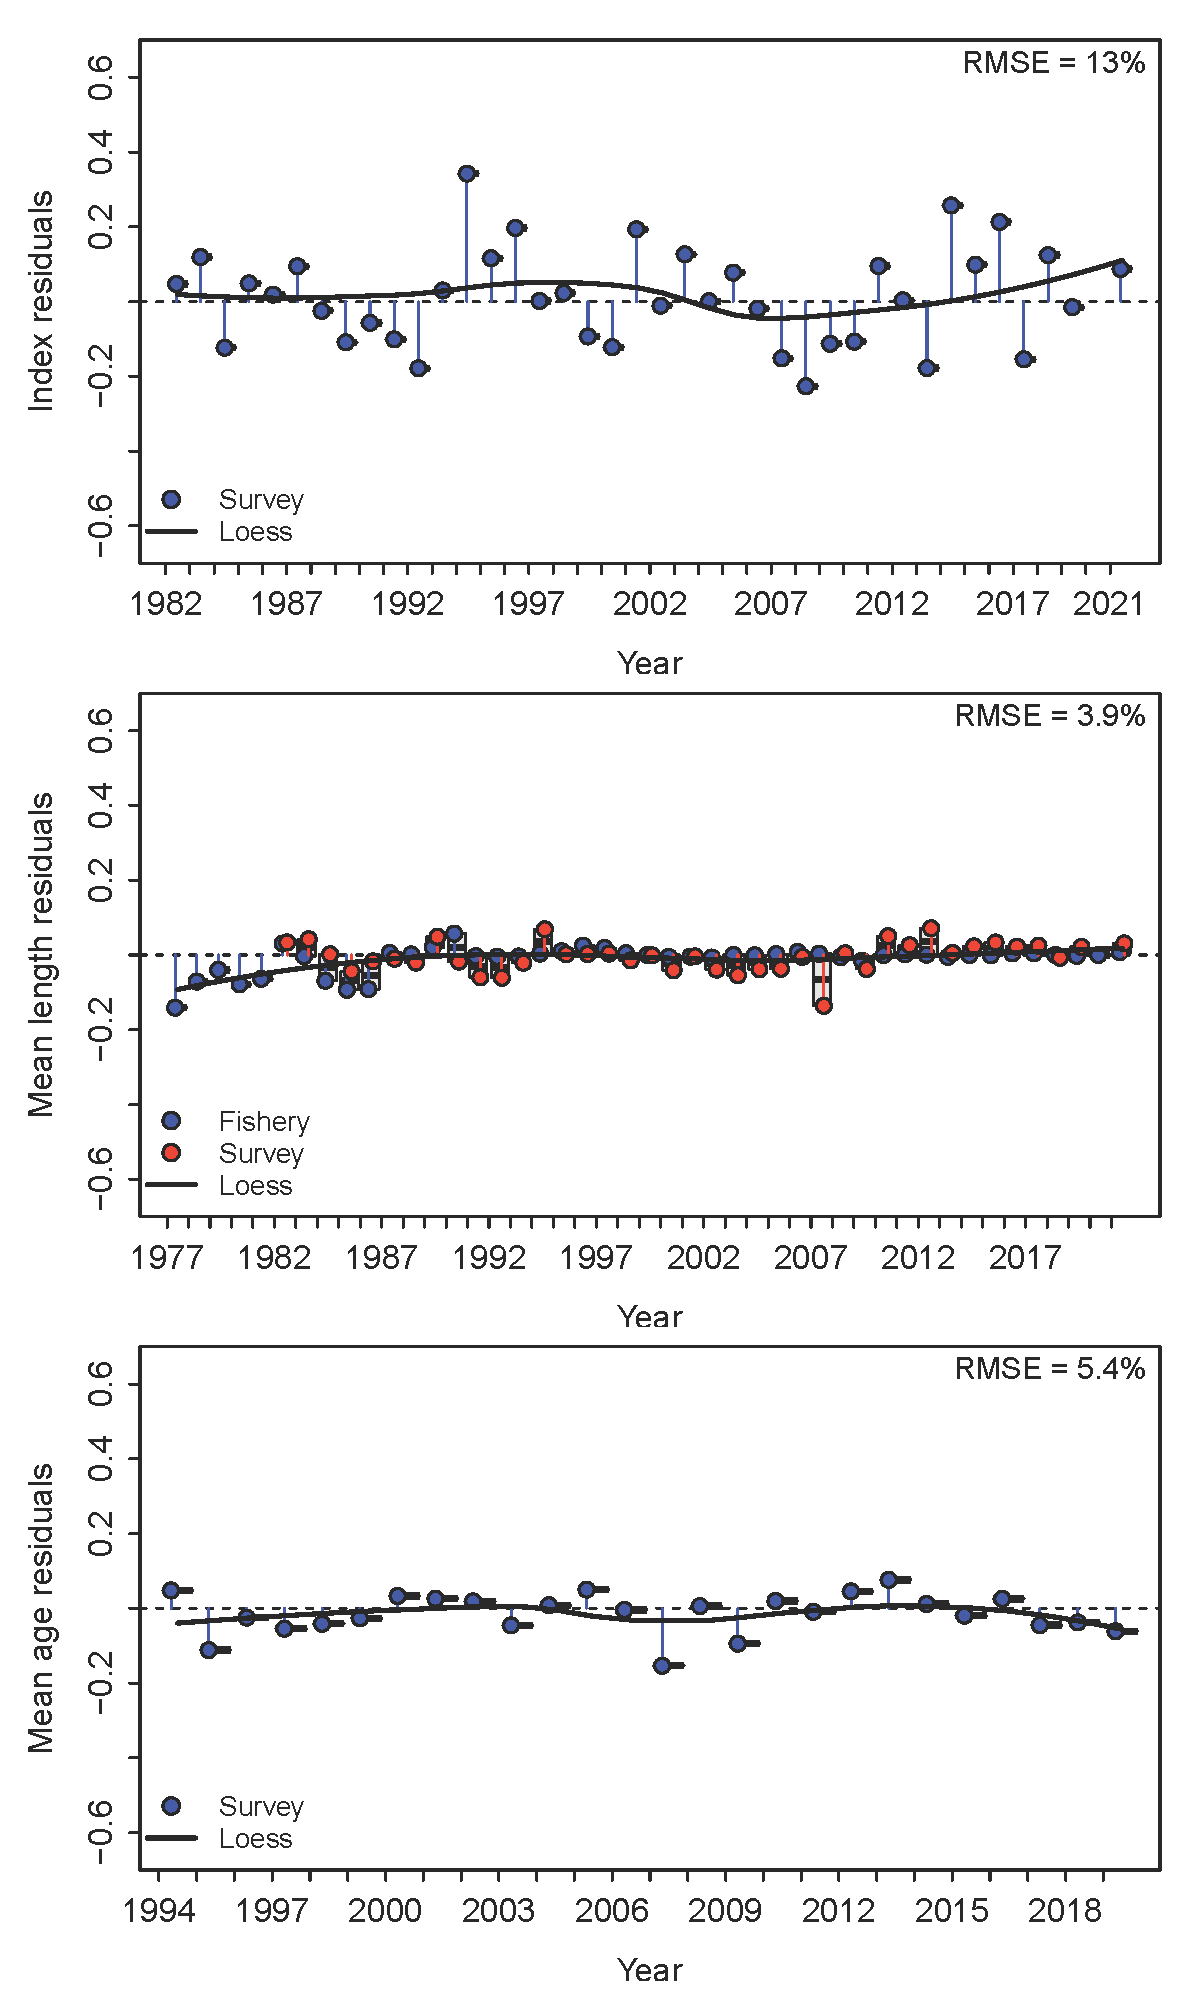 RMSE = 13%
Index residuals
0.6
0.4
0.2
−0.2
−0.6
Survey
Loess
1982 1987 1992 1997 2002 2007 2012 2017 2021
Year
RMSE = 3.9%
Mean length residuals
0.6
0.4
0.2
−0.2
−0.6
Fishery
Survey
Loess
1977 1982 1987 1992 1997 2002 2007 2012 2017
Year
RMSE = 5.4%
Mean age residuals
0.6
0.4
0.2
−0.2
−0.6
Survey
Loess
1994 1997 2000 2003 2006 2009 2012 2015 2018
Year